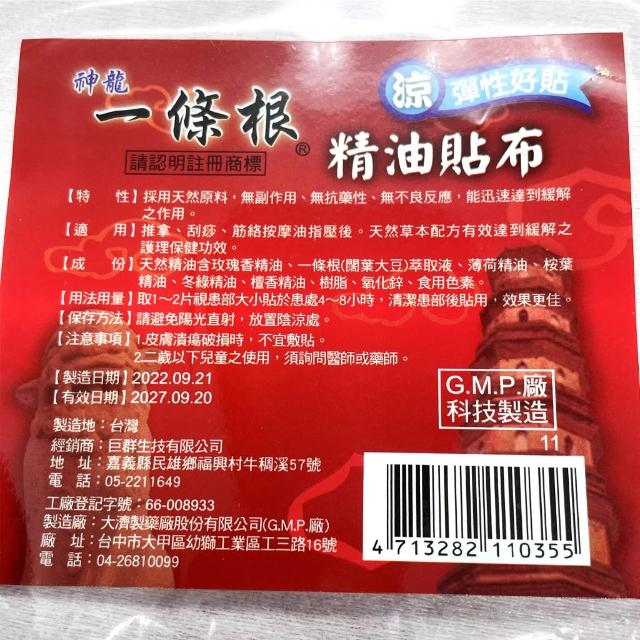 神龍
一條根®
請認明註冊商標
涼 彈性好貼
精油貼布
【特 性】採用天然原料，無副作用、無抗藥性、無不良反應，能迅速達到緩解
之作用。
【適 用】推拿、刮痧、筋絡按摩油指壓後。天然草本配方有效達到緩解之
護理保健功效。
【成 份】天然精油含玫瑰香精油、一條根(闊葉大豆)萃取液、薄荷精油、桉葉
精油、冬綠精油、檀香精油、樹脂、氧化鋅、食用色素。
【用法用量】取1～2片視患部大小貼於患處4～8小時，清潔患部後貼用，效果更佳。
【保存方法】請避免陽光直射，放置陰涼處。
【注意事項】1.皮膚潰瘍破損時，不宜敷貼。
2.二歲以下兒童之使用，須詢問醫師或藥師。
【製造日期】2022.09.21
【有效日期】2027.09.20
G.M.P.廠
科技製造
11
製造地：台灣
經銷商：巨群生技有限公司
地 址：嘉義縣民雄鄉福興村牛稠溪57號
電 話：05-2211649
工廠登記字號：66-008933
製造廠：大濟製藥廠股份有限公司(G.M.P.廠)
廠 址：台中市大甲區幼獅工業區工三路16號
電 話：04-26810099
4 713282 110355